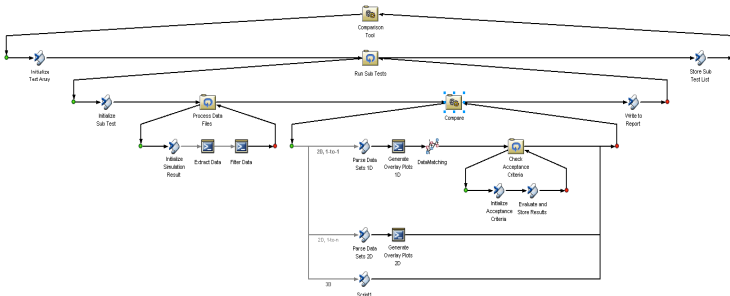 Comparison
Tool
Initialize
Test Array
Run Sub Tests
Store Sub
Test List
Initialize
Sub Test
Process Data
Files
Compare
Write to
Report
Initialize
Simulation
Result
Extract Data
Filter Data
2D, 1-to-1
Parse Data
Sets 1D
Generate
Overlay Plots
1D
DataMatching
Check
Acceptance
Criteria
Initialize
Acceptance
Criteria
Evaluate and
Store Results
2D, 1-to-n
Parse Data
Sets 2D
Generate
Overlay Plots
2D
3D
Script1